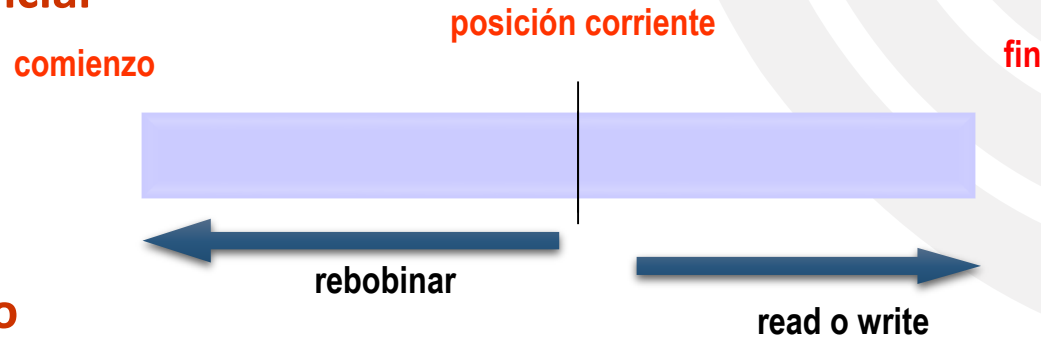 posición corriente
comienzo
fin
rebobinar
read o write